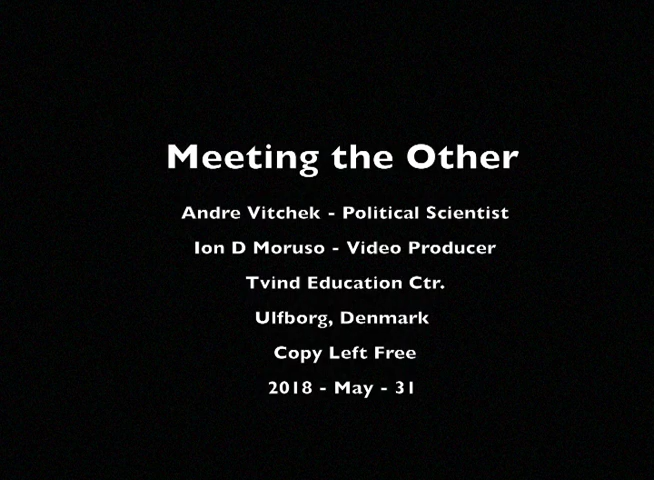 Meeting the Other
Andre Vitchek - Political Scientist
Ion D Moruso - Video Producer
Tvind Education Ctr.
Ulfborg, Denmark
Copy Left Free
2018 - May - 31